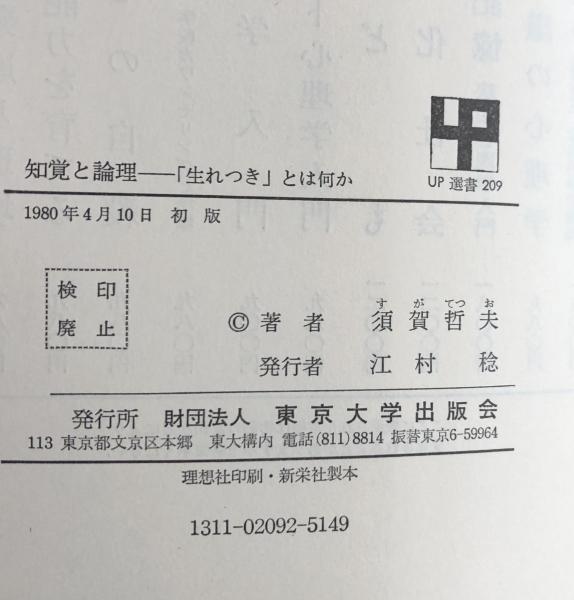 UP 選書 209
知覚と論理――「生れつき」とは何か
1980年4月10日 初版
検印
廃止
©著者 須賀哲夫
すがてつお
発行者 江村稔
発行所 財団法人 東京大学出版会
113 東京都文京区本郷 東大構内 電話(811)8814 振替東京6-59964
理想社印刷・新栄社製本
1311-02092-5149